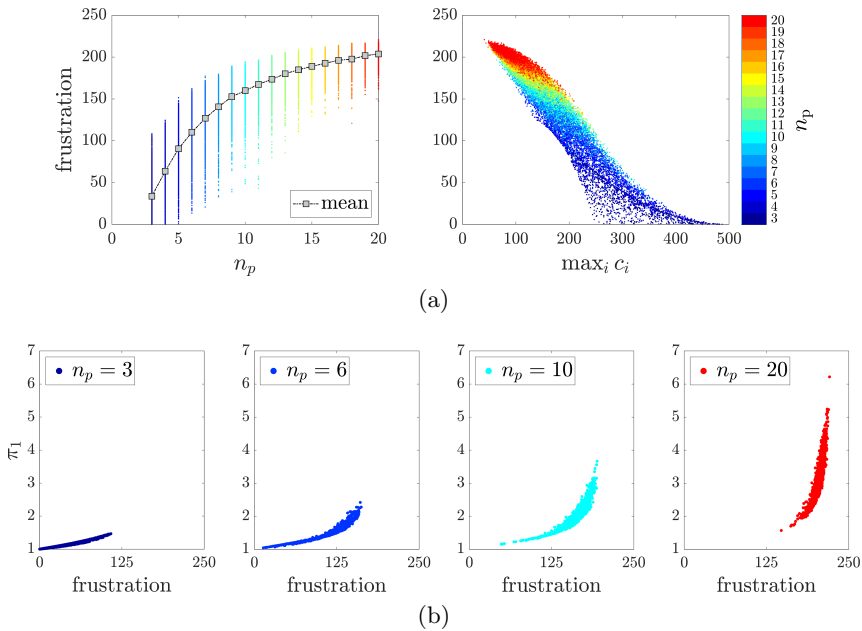 250
200
150
100
50
0
frustration
mean
0 5 10 15 20
n_p
250
200
150
100
50
0
100 200 300 400 500
max_i c_i
20
19
18
17
16
15
14
13
12
11
10
9
8
7
6
5
4
3
n_p
(a)
7
6
5
4
3
2
1
π_1
n_p = 3
0 125 250
frustration
7
6
5
4
3
2
1
n_p = 6
0 125 250
frustration
7
6
5
4
3
2
1
n_p = 10
0 125 250
frustration
7
6
5
4
3
2
1
n_p = 20
0 125 250
frustration
(b)